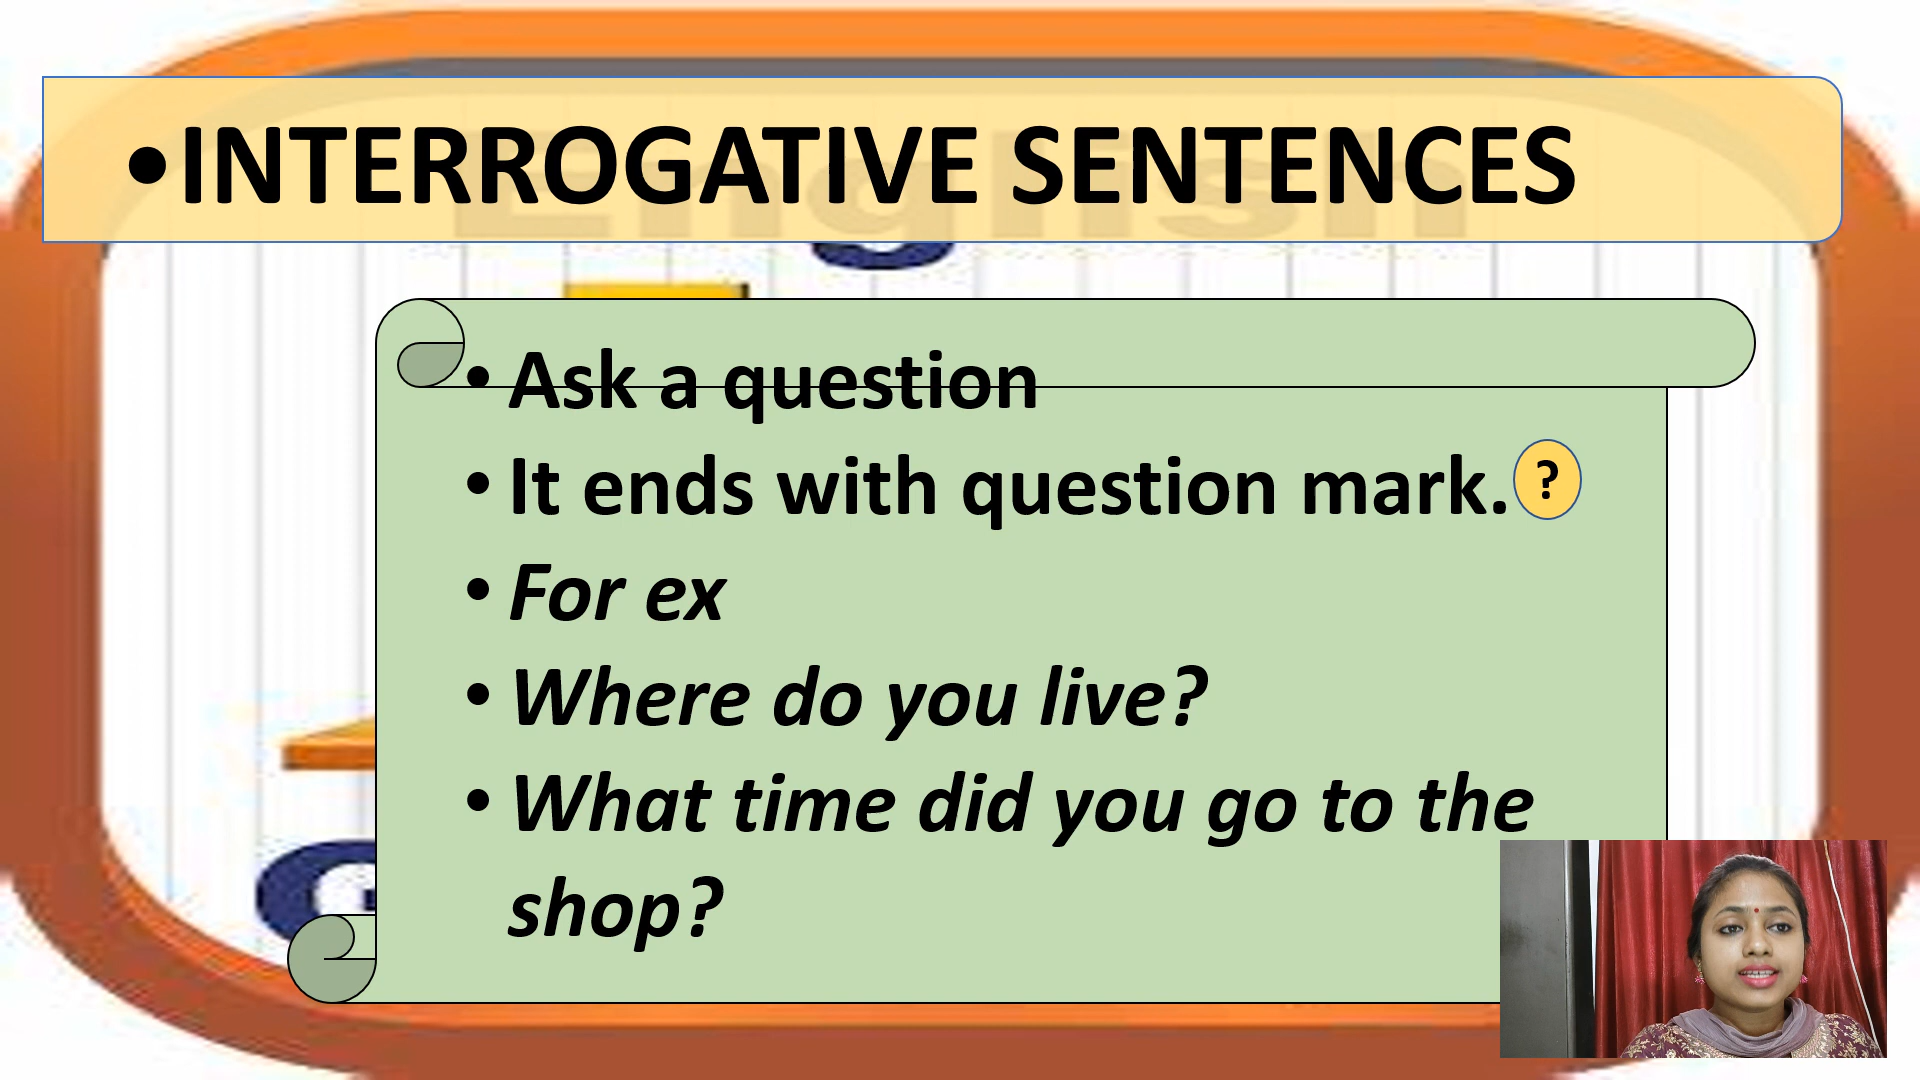 •INTERROGATIVE SENTENCES
• Ask a question
• It ends with question mark. ?
• For ex
• Where do you live?
• What time did you go to the
shop?